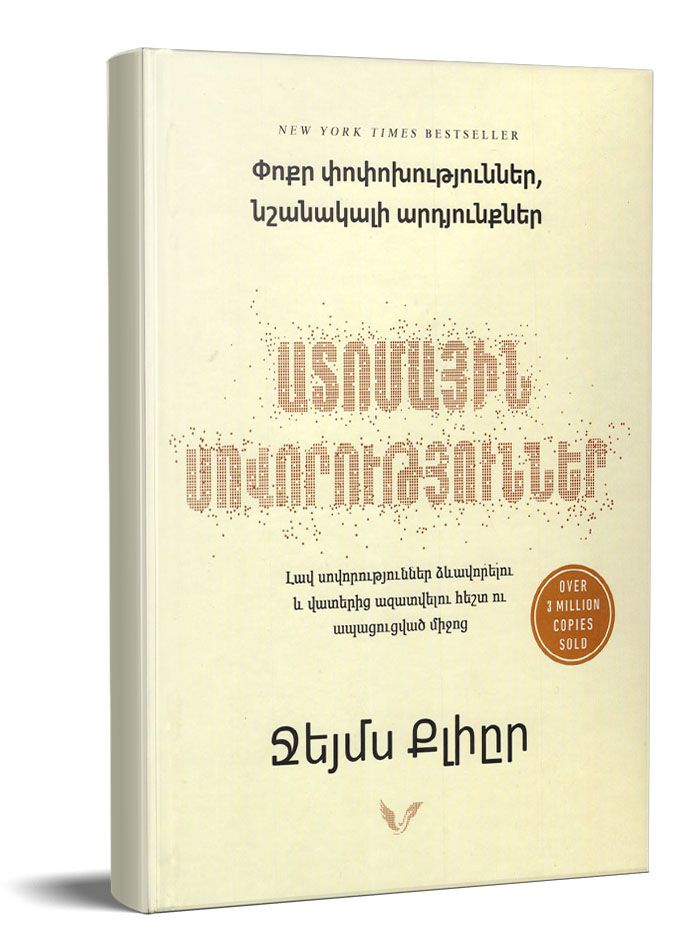 NEW YORK TIMES BESTSELLER
Փոքր փոփոխություններ,
նշանակալի արդյունքներ
ԱՏՈՄԱՅԻՆ
ՍՈՎՈՐՈՒԹՅՈՒՆՆԵՐ
Լավ սովորություններ ձևավորելու
և վատերից ազատվելու հեշտ ու
ապացուցված միջոց
OVER
3 MILLION
COPIES
SOLD
Ջեյմս Քլիըր